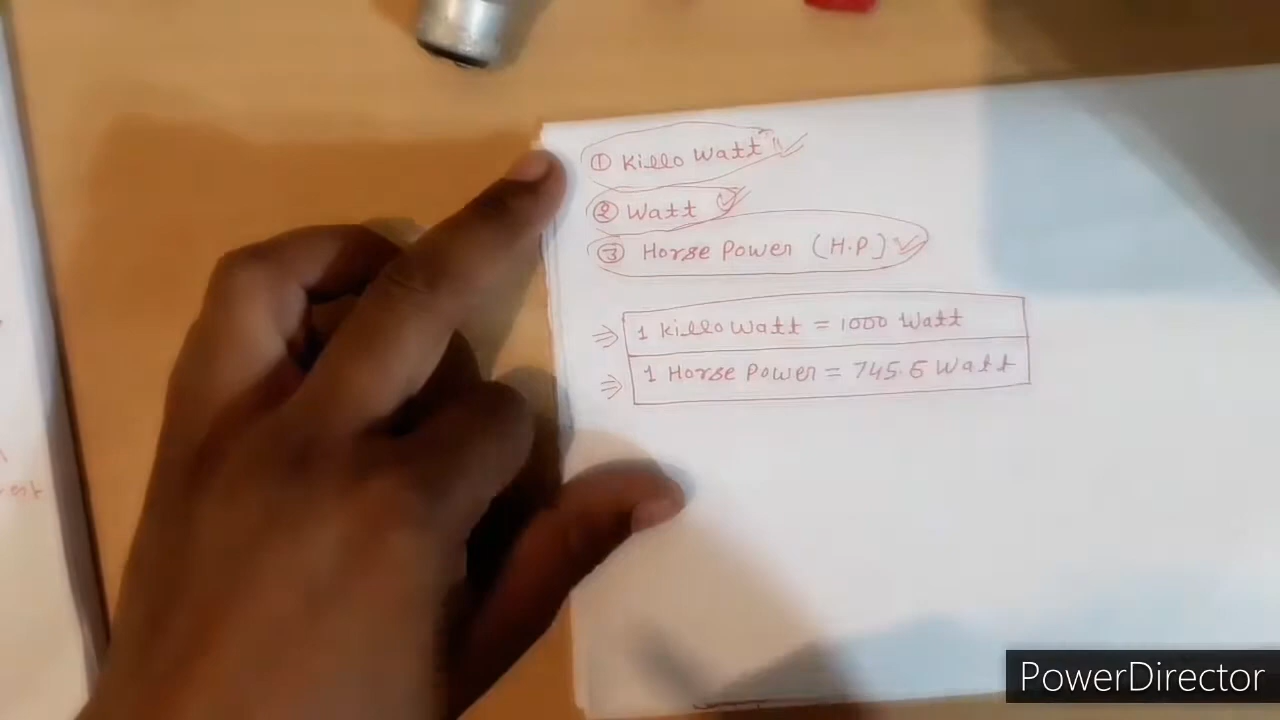 ① Killo Watt "
② Watt
③ Horse Power (H.P)
⇒ 1 Killo Watt = 1000 Watt
⇒ 1 Horse Power = 745.6 Watt
PowerDirector